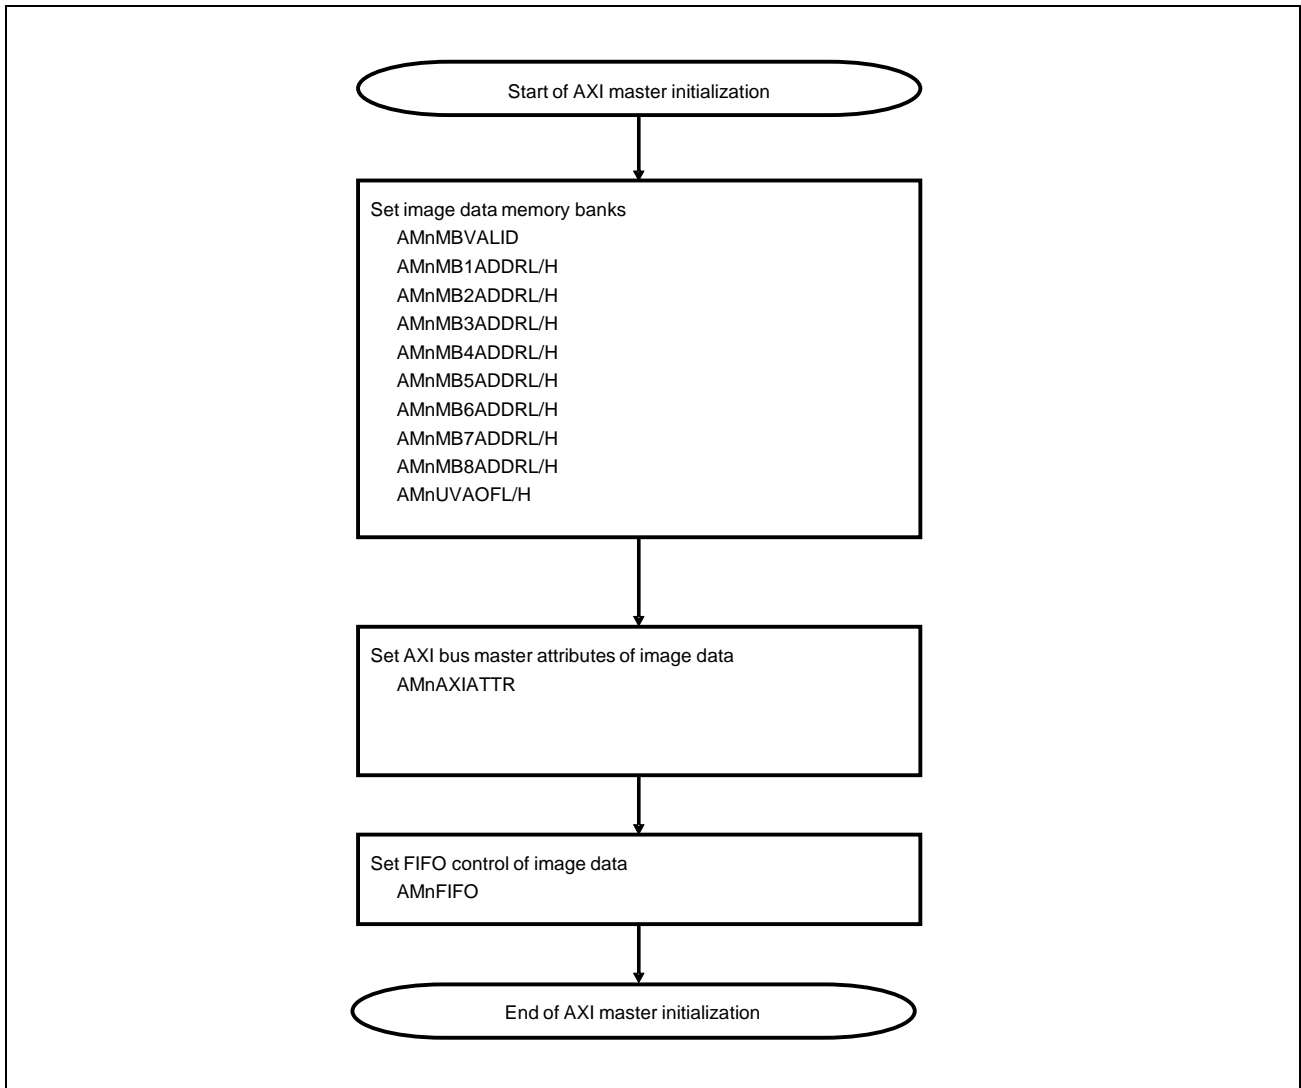 Start of AXI master initialization
Set image data memory banks
AMnMBVALID
AMnMB1ADDRL/H
AMnMB2ADDRL/H
AMnMB3ADDRL/H
AMnMB4ADDRL/H
AMnMB5ADDRL/H
AMnMB6ADDRL/H
AMnMB7ADDRL/H
AMnMB8ADDRL/H
AMnUVAOFL/H
Set AXI bus master attributes of image data
AMnAXIATTR
Set FIFO control of image data
AMnFIFO
End of AXI master initialization